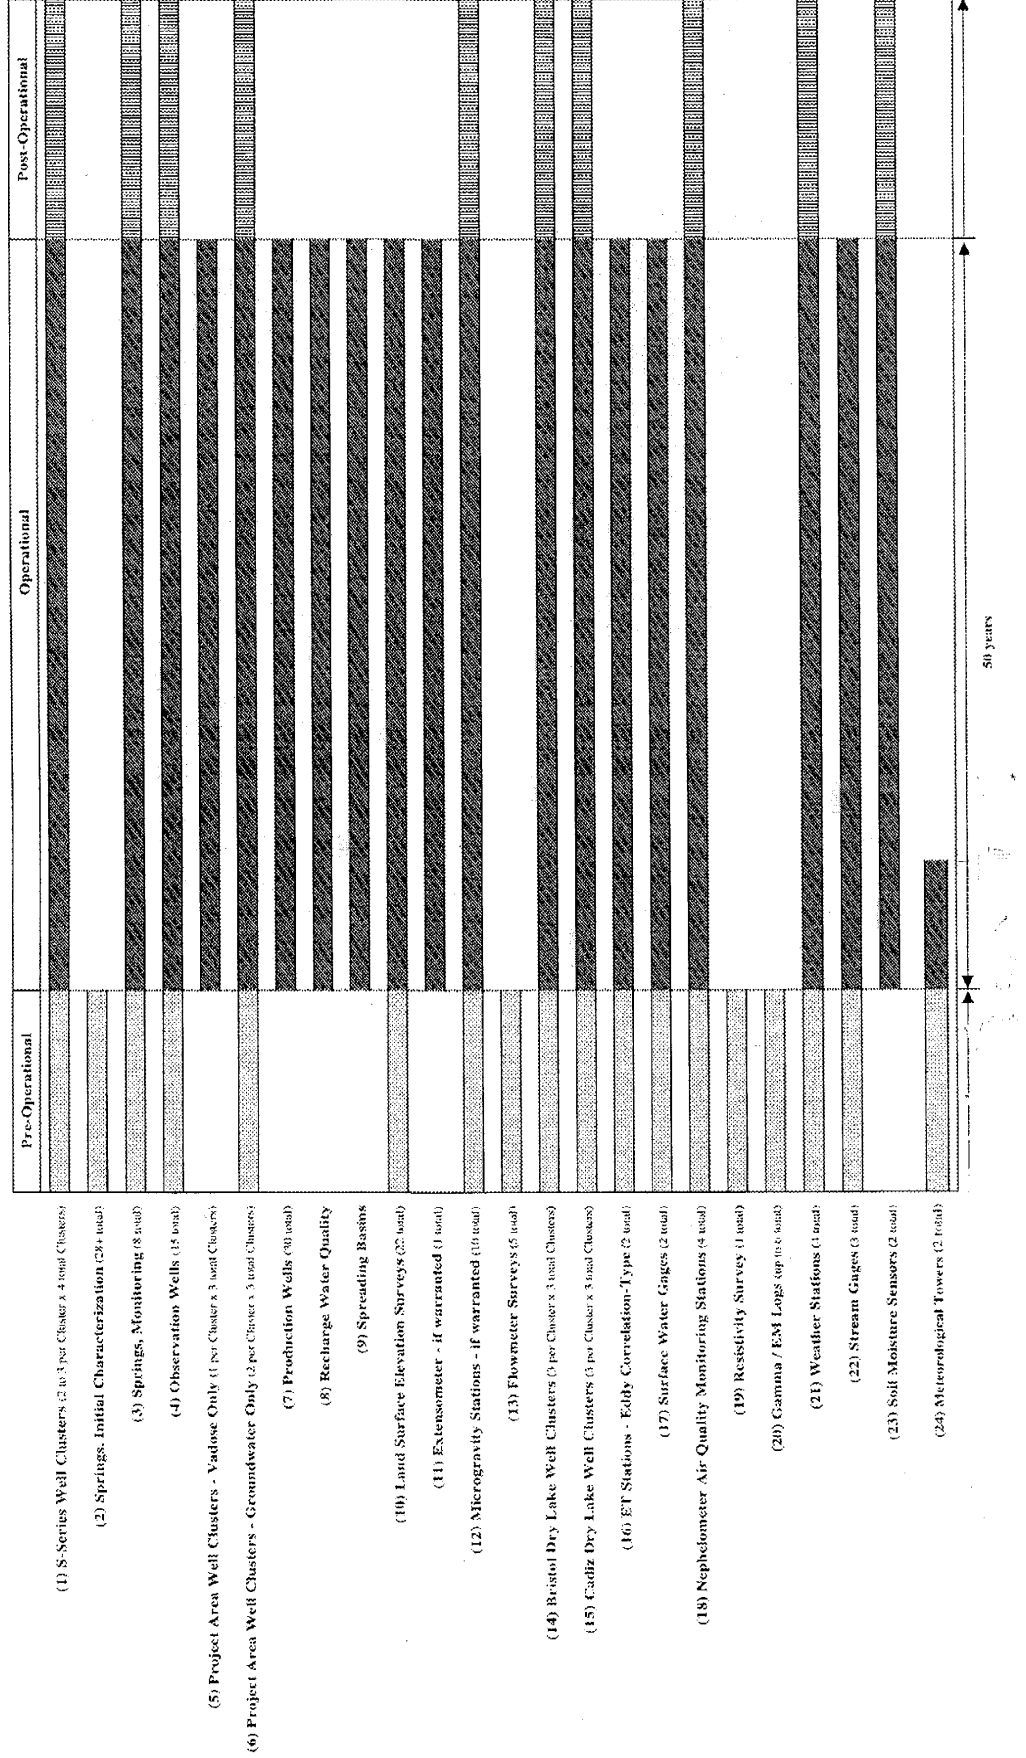 Pre-Operational
Operational
Post-Operational
(1) S-Series Well Clusters (2 to 3 per Cluster x 4 total Clusters)
(2) Springs, Initial Characterization (28+ total)
(3) Springs, Monitoring (8 total)
(4) Observation Wells (15 total)
(5) Project Area Well Clusters - Vadose Only (1 per Cluster x 3 total Clusters)
(6) Project Area Well Clusters - Groundwater Only (2 per Cluster x 3 total Clusters)
(7) Production Wells (30 total)
(8) Recharge Water Quality
(9) Spreading Basins
(10) Land Surface Elevation Surveys (22 total)
(11) Extensometer - if warranted (1 total)
(12) Microgravity Stations - if warranted (10 total)
(13) Flowmeter Surveys (5 total)
(14) Bristol Dry Lake Well Clusters (3 per Cluster x 3 total Clusters)
(15) Cadiz Dry Lake Well Clusters (3 per Cluster x 3 total Clusters)
(16) ET Stations - Eddy Correlation-Type (2 total)
(17) Surface Water Gages (2 total)
(18) Nephelometer Air Quality Monitoring Stations (4 total)
(19) Resistivity Survey (1 total)
(20) Gamma / EM Logs (up to 6 total)
(21) Weather Stations (4 total)
(22) Stream Gages (3 total)
(23) Soil Moisture Sensors (2 total)
(24) Meteorological Towers (2 total)
50 years